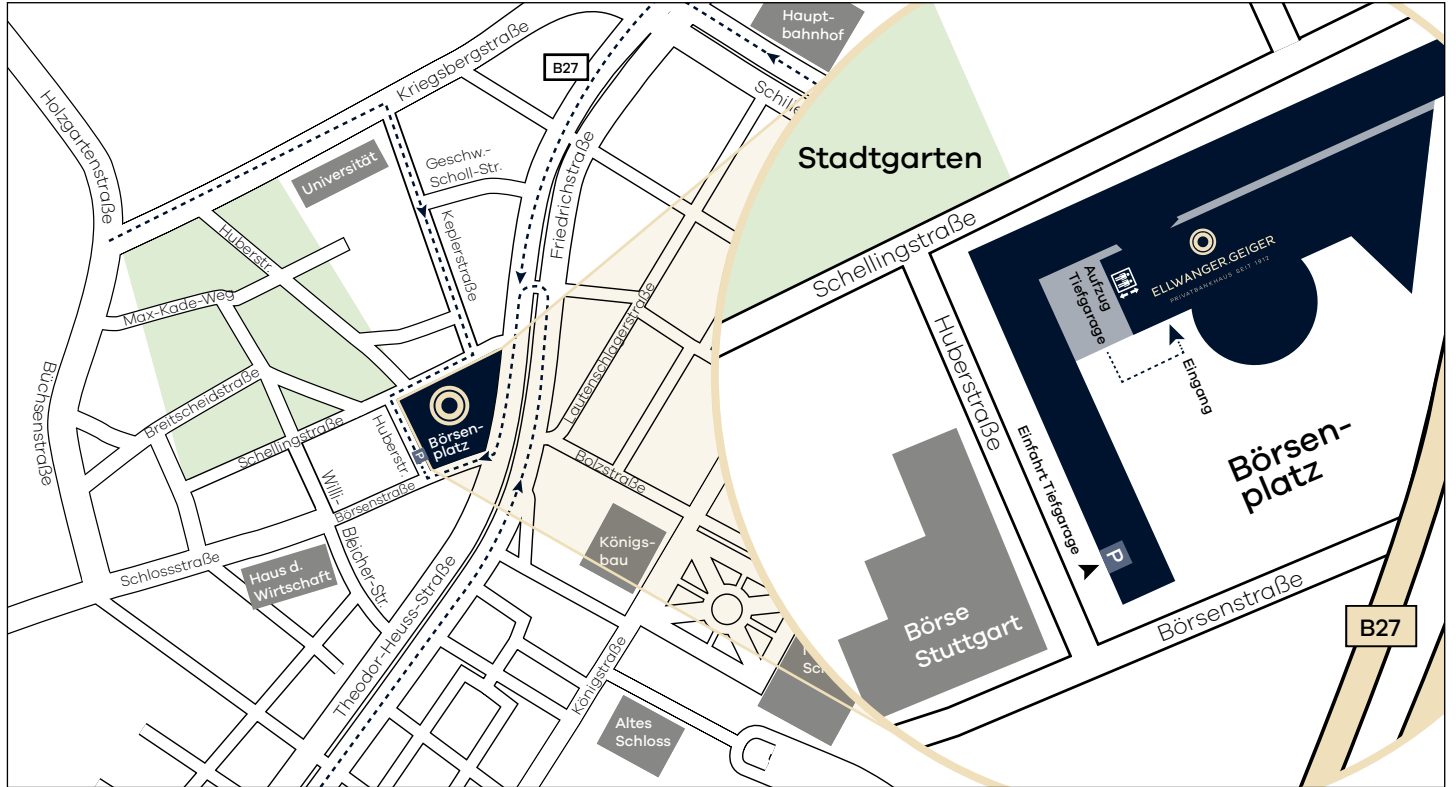 Haupt-
bahnhof
Kriegsbergstraße
B27
Holzgartenstraße
Schille
Universität
Geschw.-
Scholl-Str.
Friedrichstraße
Keplerstraße
Huberstr.
Max-Kade-Weg
Lautenschlagerstraße
Büchsenstraße
Breitscheidstraße
Schellingstraße
Huberstr.
P
Börsen-
platz
Willi-
Bleicher-Str.
Börsenstraße
Bolzstraße
Königs-
bau
Schlossstraße
Haus d.
Wirtschaft
Theodor-Heuss-Straße
Königstraße
Altes
Schloss
Stadtgarten
Schellingstraße
Huberstraße
Aufzug
Tiefgarage
ELLWANGER.GEIGER
PRIVATBANKHAUS SEIT 1912
Eingang
Einfahrt Tiefgarage
P
Börsen-
platz
Börse
Stuttgart
Börsenstraße
B27